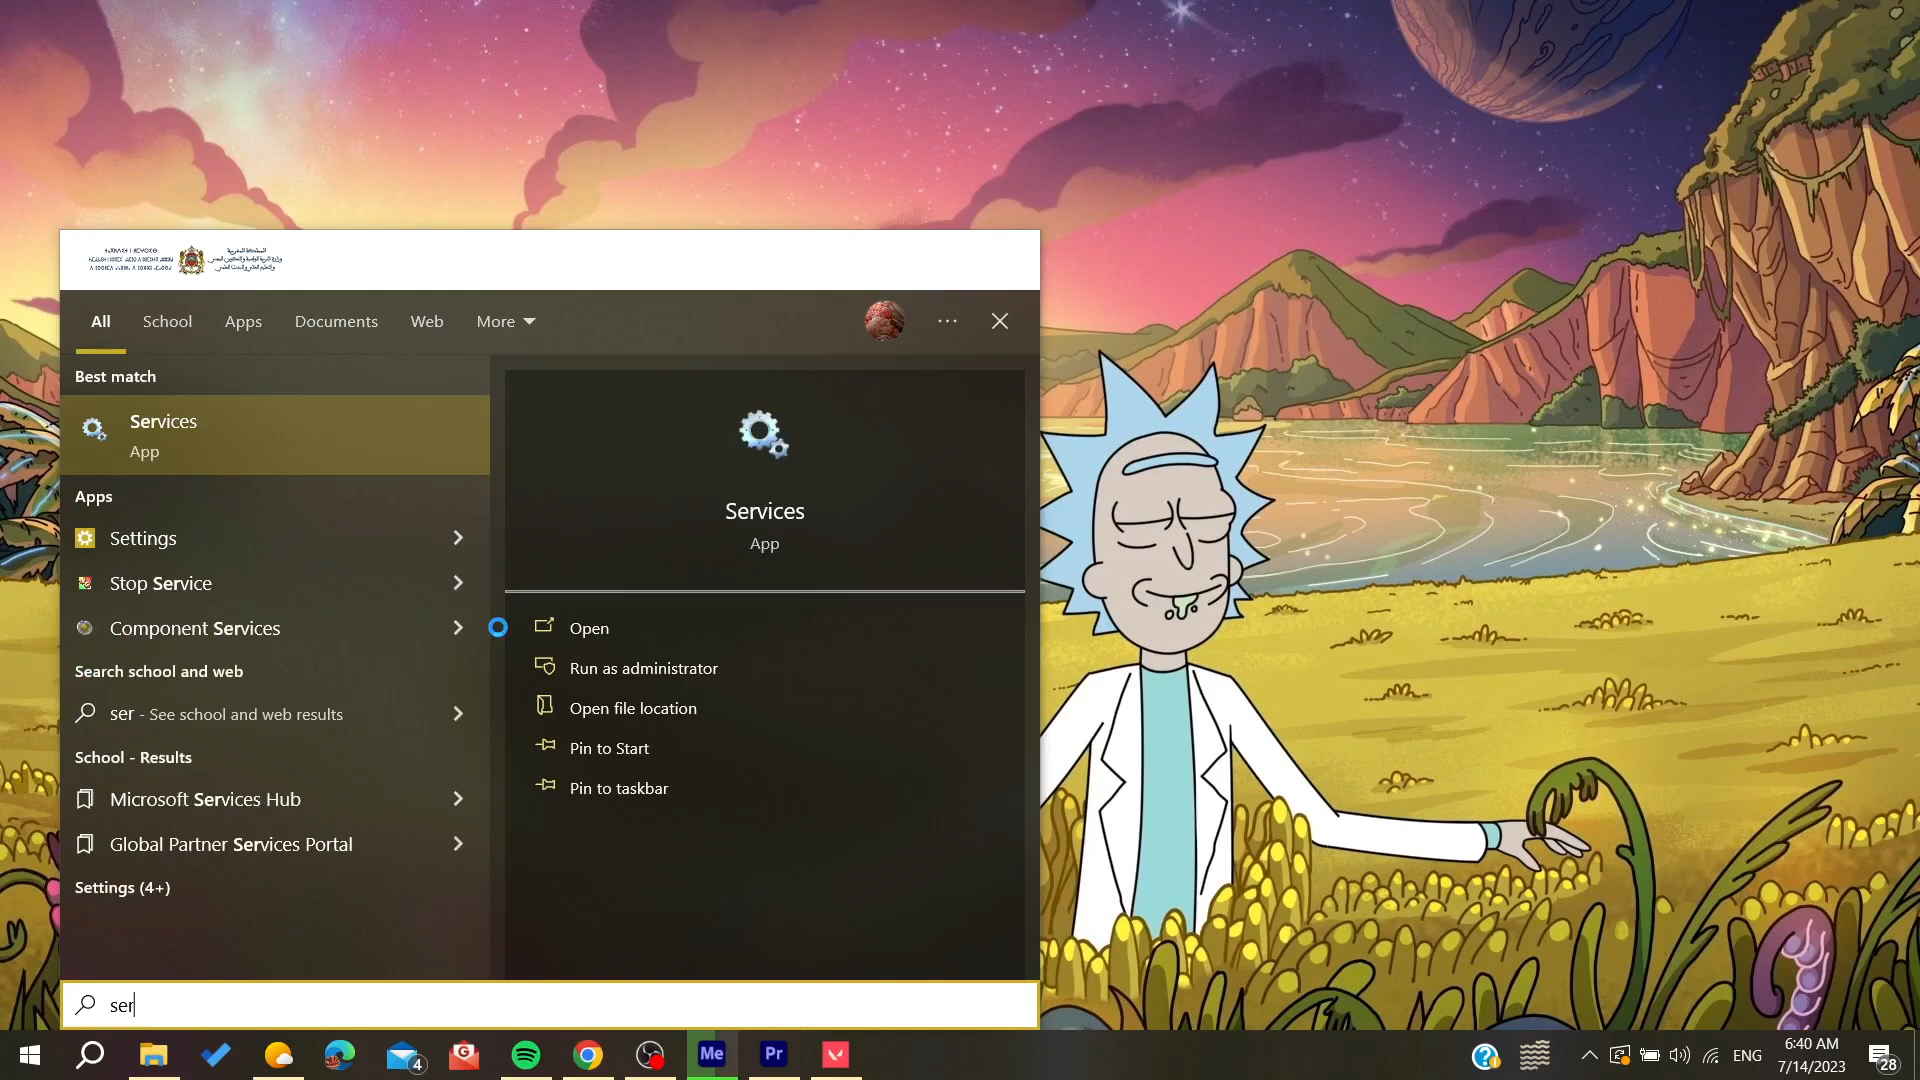 المملكة المغربية
All
School
Apps
Documents
Web
More
Best match
Services
App
Apps
Settings
Stop Service
Component Services
Search school and web
ser - See school and web results
School - Results
Microsoft Services Hub
Global Partner Services Portal
Settings (4+)
Services
App
Open
Run as administrator
Open file location
Pin to Start
Pin to taskbar
ser
4
G
Me
Pr
ENG
6:40 AM
7/14/2023
28